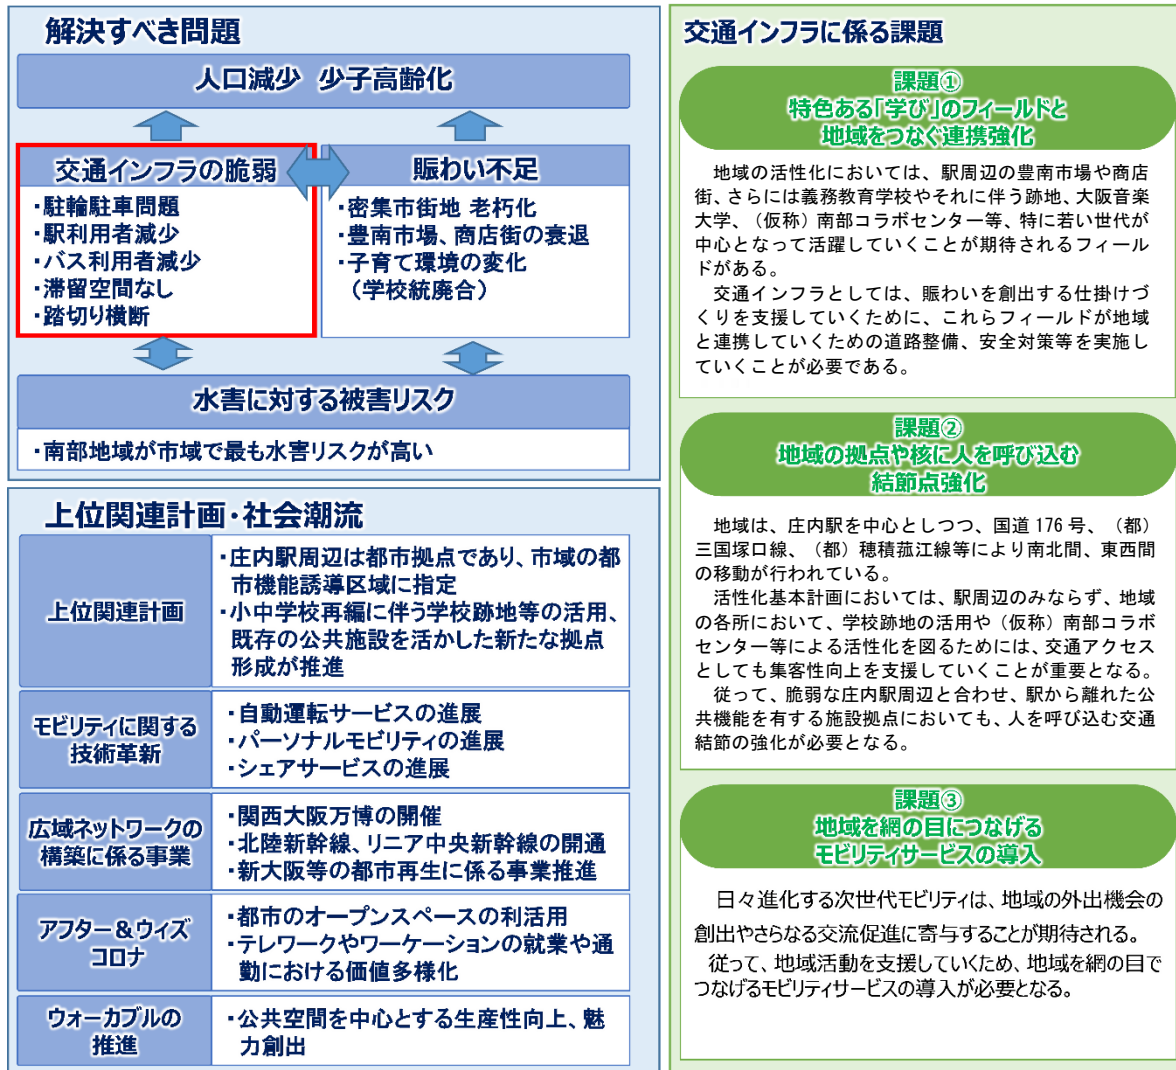 解決すべき問題
人口減少 少子高齢化
交通インフラの脆弱
・駐輪駐車問題
・駅利用者減少
・バス利用者減少
・滞留空間なし
・踏切り横断
賑わい不足
・密集市街地 老朽化
・豊南市場、商店街の衰退
・子育て環境の変化
（学校統廃合）
水害に対する被害リスク
・南部地域が市域で最も水害リスクが高い
上位関連計画・社会潮流
上位関連計画
・庄内駅周辺は都市拠点であり、市域の都
市機能誘導区域に指定
・小中学校再編に伴う学校跡地等の活用、
既存の公共施設を活かした新たな拠点
形成が推進
モビリティに関する
技術革新
・自動運転サービスの進展
・パーソナルモビリティの進展
・シェアサービスの進展
広域ネットワークの
構築に係る事業
・関西大阪万博の開催
・北陸新幹線、リニア中央新幹線の開通
・新大阪等の都市再生に係る事業推進
アフター＆ウィズ
コロナ
・都市のオープンスペースの利活用
・テレワークやワーケーションの就業や通
勤における価値多様化
ウォーカブルの
推進
・公共空間を中心とする生産性向上、魅
力創出
交通インフラに係る課題
課題①
特色ある「学び」のフィールドと
地域をつなぐ連携強化
地域の活性化においては、駅周辺の豊南市場や商店
街、さらには義務教育学校やそれに伴う跡地、大阪音楽
大学、（仮称）南部コラボセンター等、特に若い世代が
中心となって活躍していくことが期待されるフィール
ドがある。
交通インフラとしては、賑わいを創出する仕掛けづ
くりを支援していくために、これらフィールドが地域
と連携していくための道路整備、安全対策等を実施し
ていくことが必要である。
課題②
地域の拠点や核に人を呼び込む
結節点強化
地域は、庄内駅を中心としつつ、国道 176 号、（都）
三国塚口線、（都）穂積菰江線等により南北間、東西間
の移動が行われている。
活性化基本計画においては、駅周辺のみならず、地域
の各所において、学校跡地の活用や（仮称）南部コラボ
センター等による活性化を図るためには、交通アクセス
としても集客性向上を支援していくことが重要となる。
従って、脆弱な庄内駅周辺と合わせ、駅から離れた公
共機能を有する施設拠点においても、人を呼び込む交通
結節の強化が必要となる。
課題③
地域を網の目につなげる
モビリティサービスの導入
日々進化する次世代モビリティは、地域の外出機会の
創出やさらなる交流促進に寄与することが期待される。
従って、地域活動を支援していくため、地域を網の目で
つなげるモビリティサービスの導入が必要となる。